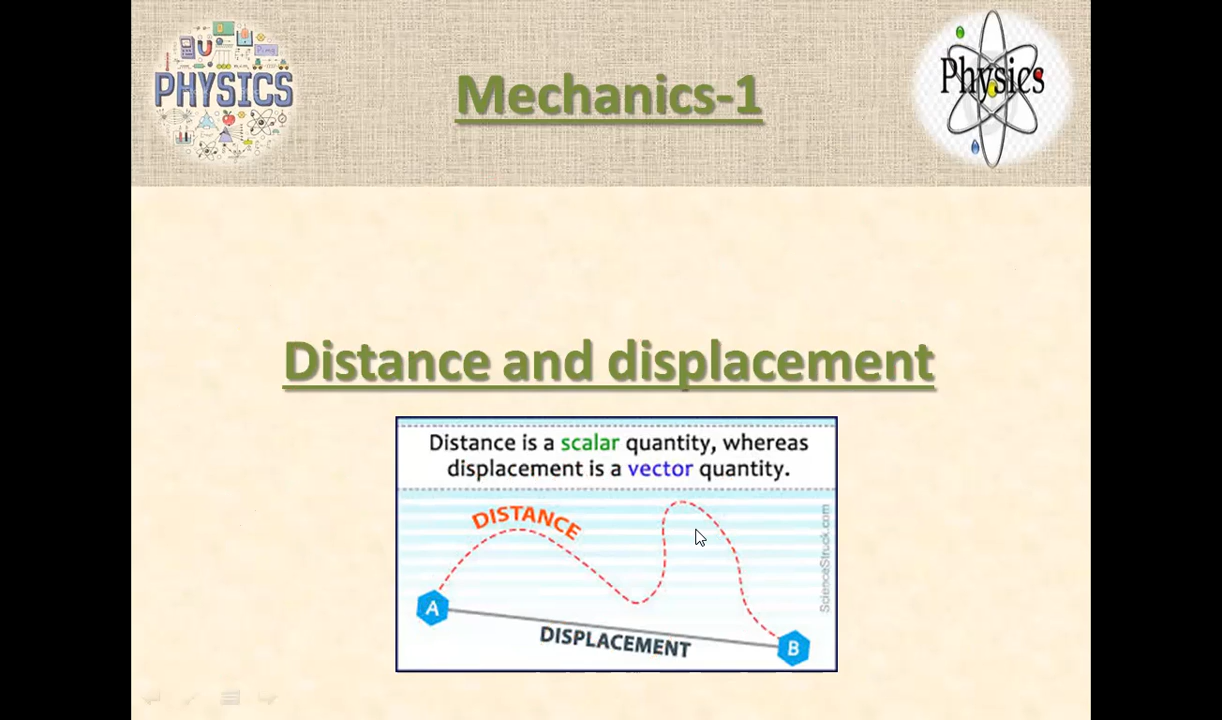 PHYSICS
Mechanics-1
Physics
Distance and displacement
Distance is a scalar quantity, whereas
displacement is a vector quantity.
DISTANCE
ScienceStruck.com
A
DISPLACEMENT
B